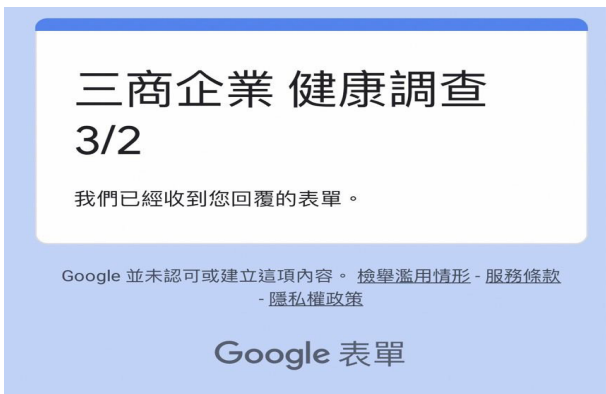 三商企業 健康調查
3/2
我們已經收到您回覆的表單。
Google 並未認可或建立這項內容。 檢舉濫用情形 - 服務條款
- 隱私權政策
Google 表單